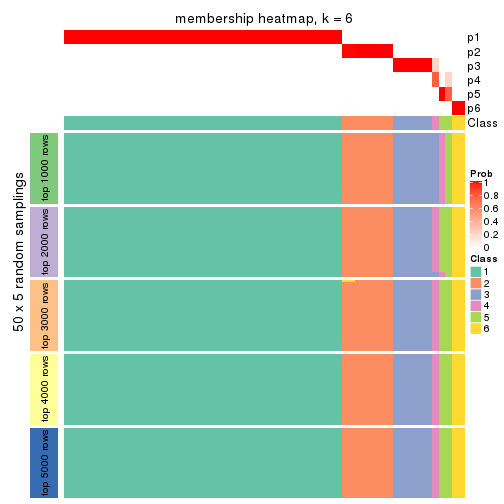 membership heatmap, k = 6
p1
p2
p3
p4
p5
p6
Class
50 x 5 random samplings
top 1000 rows
top 2000 rows
top 3000 rows
top 4000 rows
top 5000 rows
Prob
1
0.8
0.6
0.4
0.2
0
Class
1
2
3
4
5
6